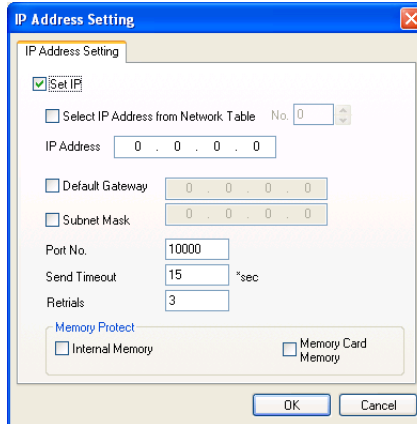 IP Address Setting
IP Address Setting
Set IP
Select IP Address from Network Table No. 0
IP Address 0 . 0 . 0 . 0
Default Gateway 0 . 0 . 0 . 0
Subnet Mask 0 . 0 . 0 . 0
Port No. 10000
Send Timeout 15 *sec
Retrials 3
Memory Protect
Internal Memory
Memory Card
Memory
OK Cancel